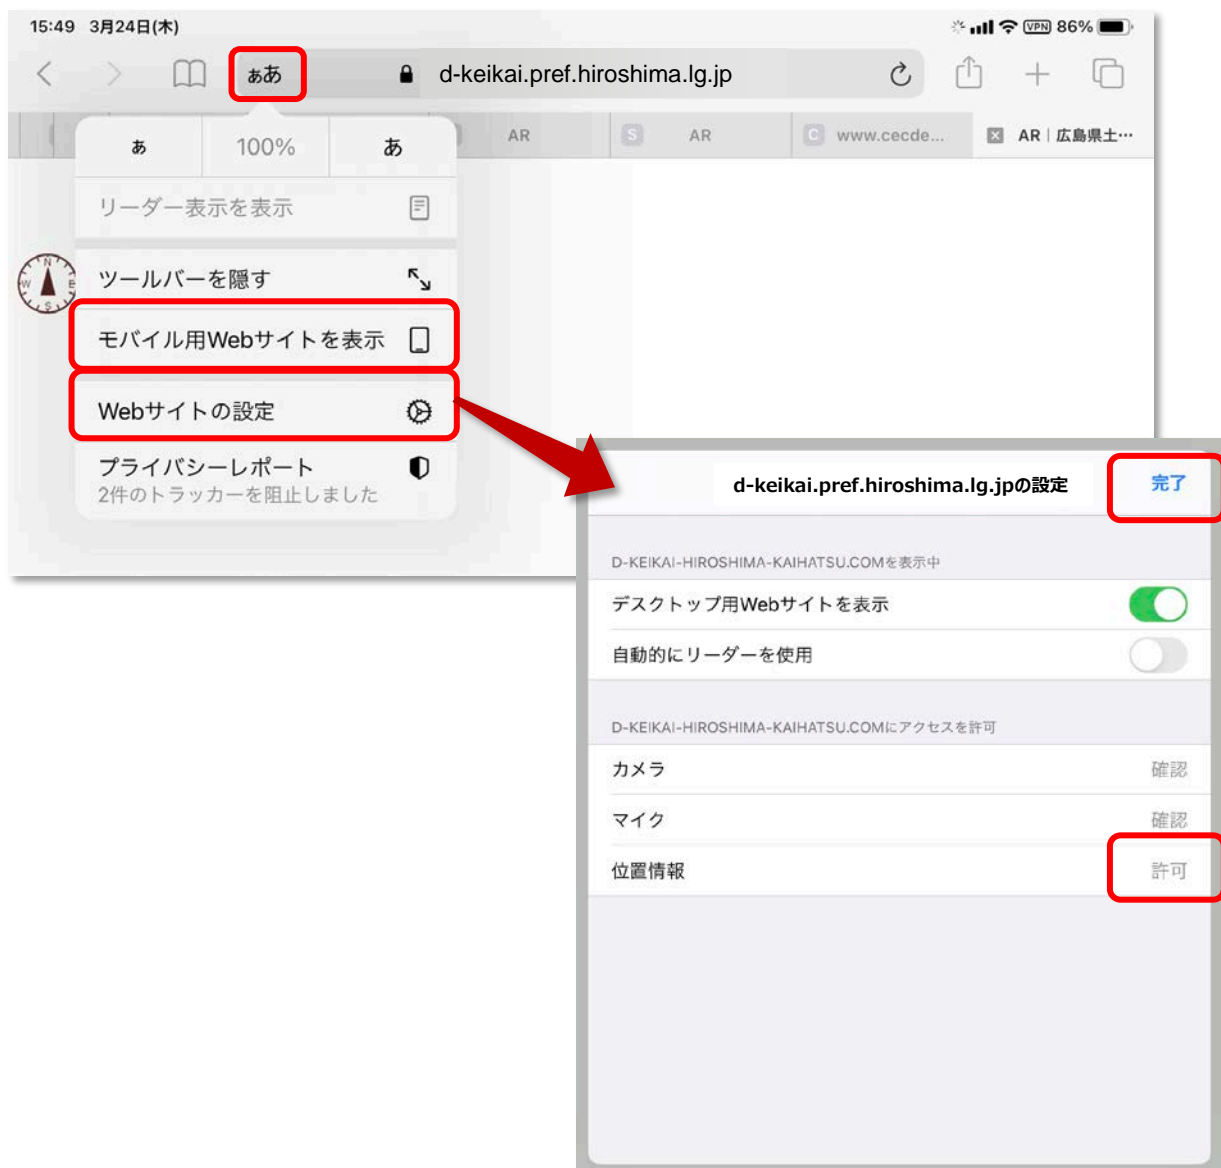 15:49 3月24日(木)
VPN 86%
ぁあ
d-keikai.pref.hiroshima.lg.jp
あ 100% あ
AR
S AR
C www.cecde...
AR | 広島県土…
リーダー表示を表示
ツールバーを隠す
N
W E
S
モバイル用Webサイトを表示
Webサイトの設定
プライバシーレポート
2件のトラッカーを阻止しました
d-keikai.pref.hiroshima.lg.jpの設定 完了
D-KEIKAI-HIROSHIMA-KAIHATSU.COMを表示中
デスクトップ用Webサイトを表示
自動的にリーダーを使用
D-KEIKAI-HIROSHIMA-KAIHATSU.COMにアクセスを許可
カメラ 確認
マイク 確認
位置情報 許可